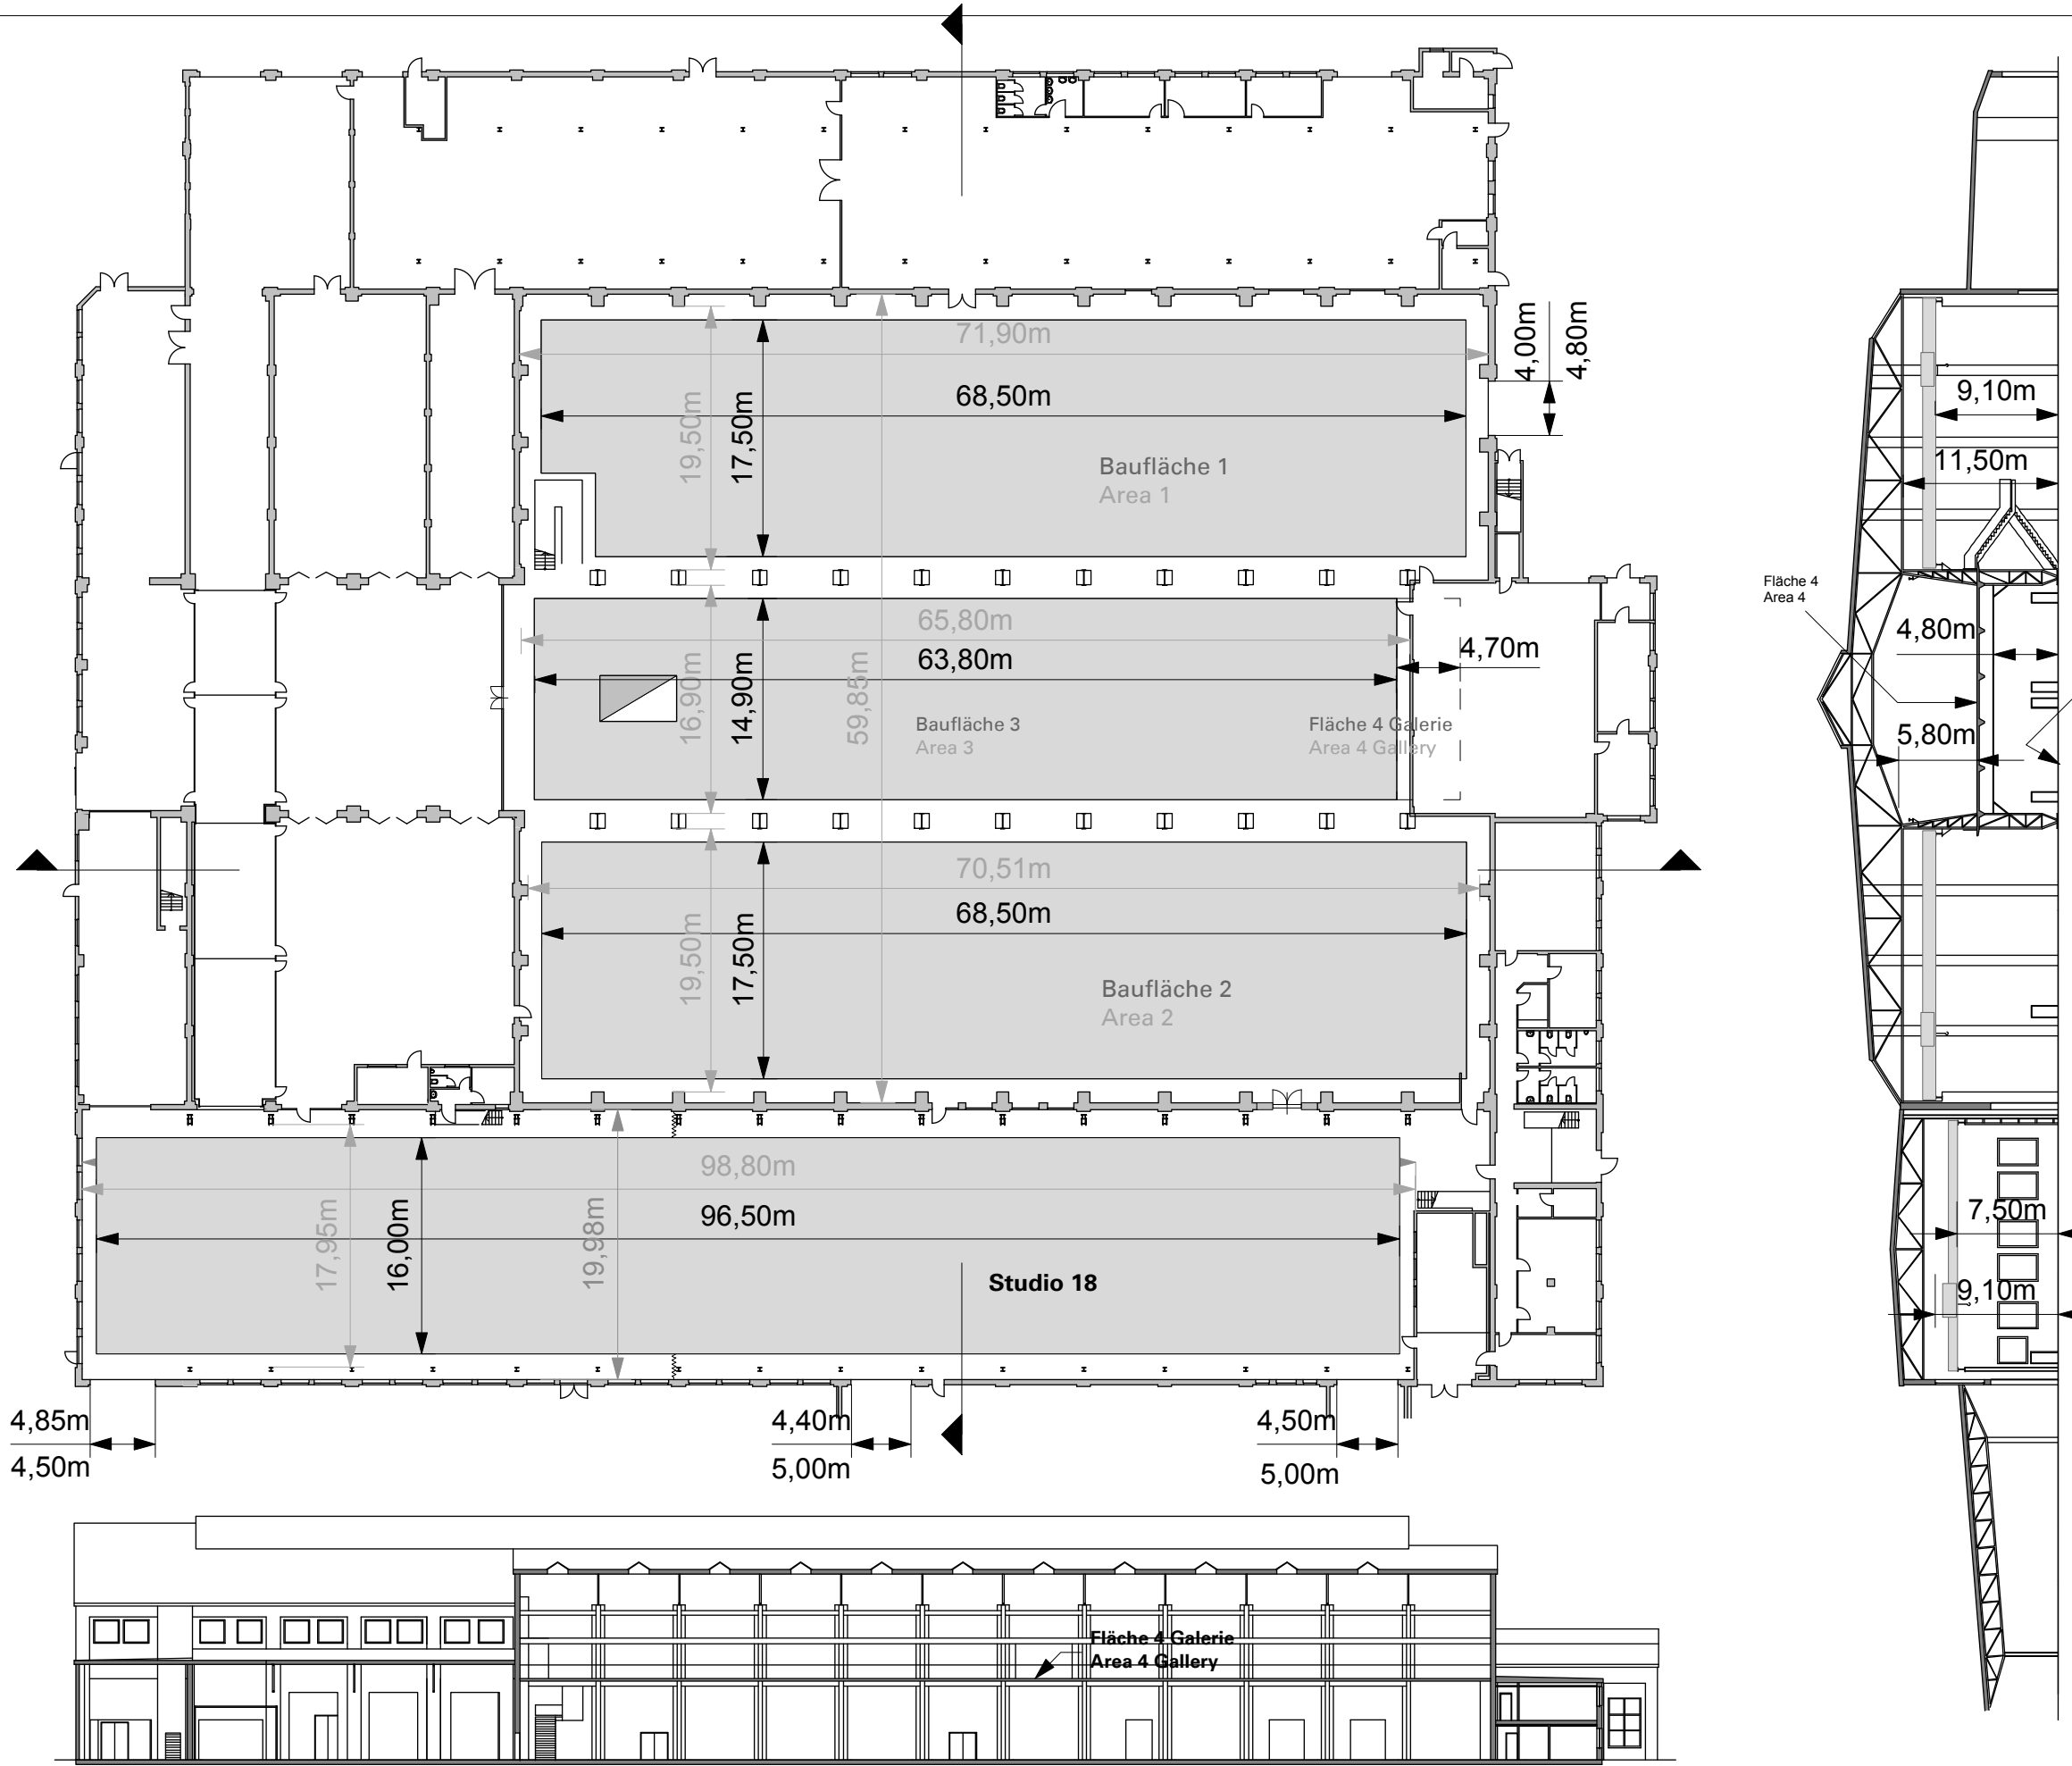 71,90m
68,50m
19,50m
17,50m
4,00m
4,80m
Baufläche 1
Area 1
9,10m
11,50m
Fläche 4
Area 4
65,80m
63,80m
4,70m
16,90m
14,90m
59,85m
4,80m
Baufläche 3
Area 3
Fläche 4 Galerie
Area 4 Gallery
5,80m
70,51m
68,50m
19,50m
17,50m
Baufläche 2
Area 2
98,80m
96,50m
17,95m
16,00m
19,98m
Studio 18
7,50m
9,10m
4,85m
4,50m
4,40m
5,00m
4,50m
5,00m
Fläche 4 Galerie
Area 4 Gallery